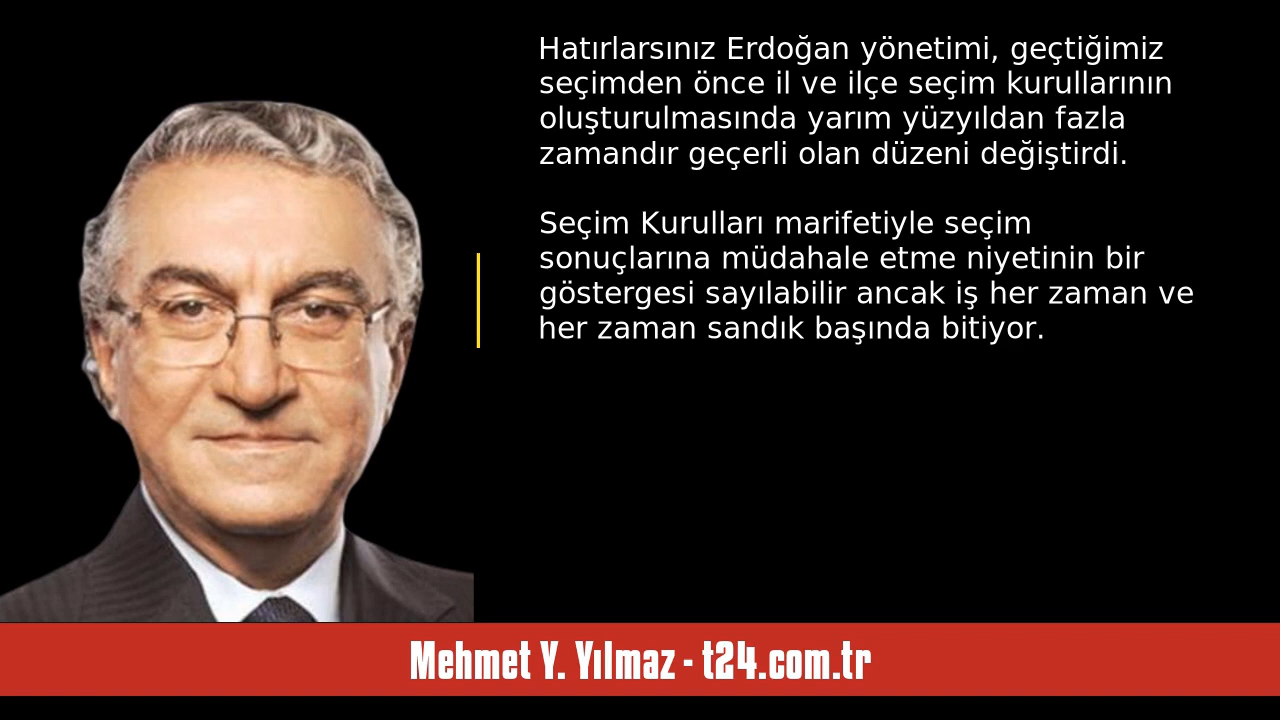 Hatırlarsınız Erdoğan yönetimi, geçtiğimiz
seçimden önce il ve ilçe seçim kurullarının
oluşturulmasında yarım yüzyıldan fazla
zamandır geçerli olan düzeni değiştirdi.
Seçim Kurulları marifetiyle seçim
sonuçlarına müdahale etme niyetinin bir
göstergesi sayılabilir ancak iş her zaman ve
her zaman sandık başında bitiyor.
Mehmet Y. Yılmaz - t24.com.tr